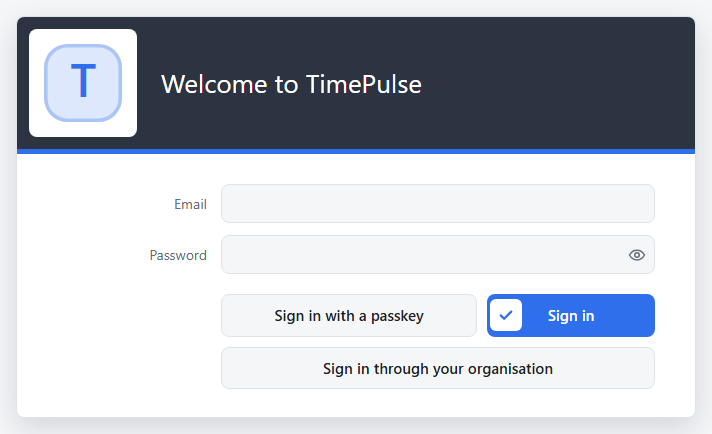 T
Welcome to TimePulse
Email
Password
Sign in with a passkey
Sign in
Sign in through your organisation